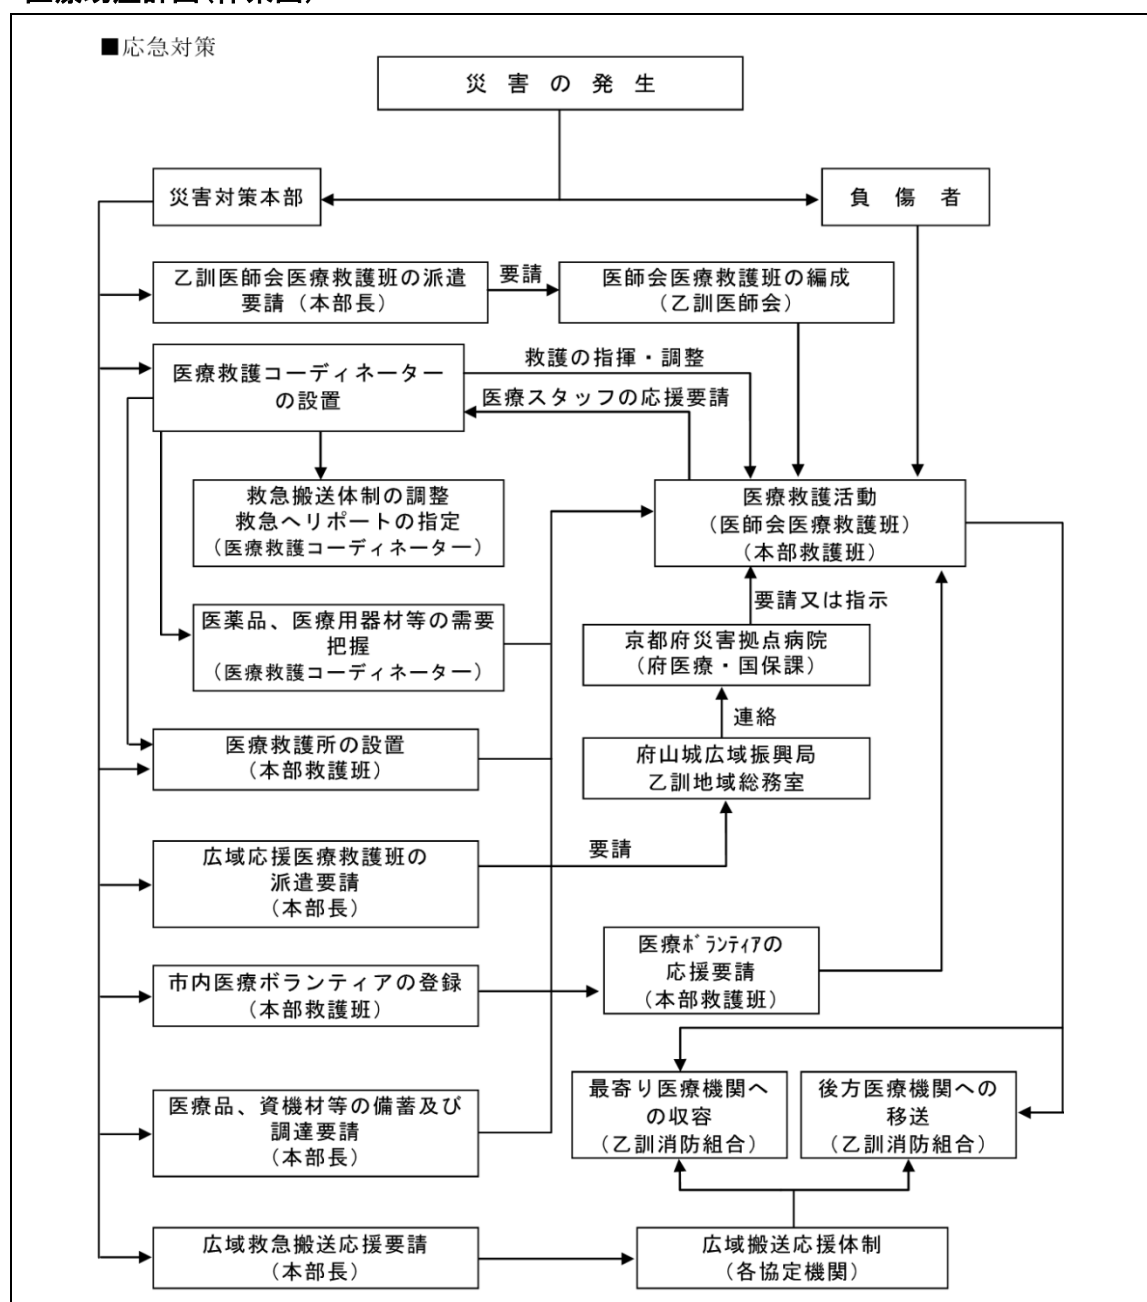 ■応急対策
災害の発生
災害対策本部
負傷者
乙訓医師会医療救護班の派遣
要請（本部長）
要請
医師会医療救護班の編成
（乙訓医師会）
医療救護コーディネーター
の設置
救護の指揮・調整
医療スタッフの応援要請
救急搬送体制の調整
救急ヘリポートの指定
（医療救護コーディネーター）
医療救護活動
（医師会医療救護班）
（本部救護班）
要請又は指示
医薬品、医療用器材等の需要
把握
（医療救護コーディネーター）
京都府災害拠点病院
（府医療・国保課）
連絡
医療救護所の設置
（本部救護班）
府山城広域振興局
乙訓地域総務室
広域応援医療救護班の
派遣要請
（本部長）
要請
市内医療ボランティアの登録
（本部救護班）
医療ﾎﾞﾗﾝﾃｨｱの
応援要請
（本部救護班）
医療品、資機材等の備蓄及び
調達要請
（本部長）
最寄り医療機関へ
の収容
（乙訓消防組合）
後方医療機関への
移送
（乙訓消防組合）
広域救急搬送応援要請
（本部長）
広域搬送応援体制
（各協定機関）